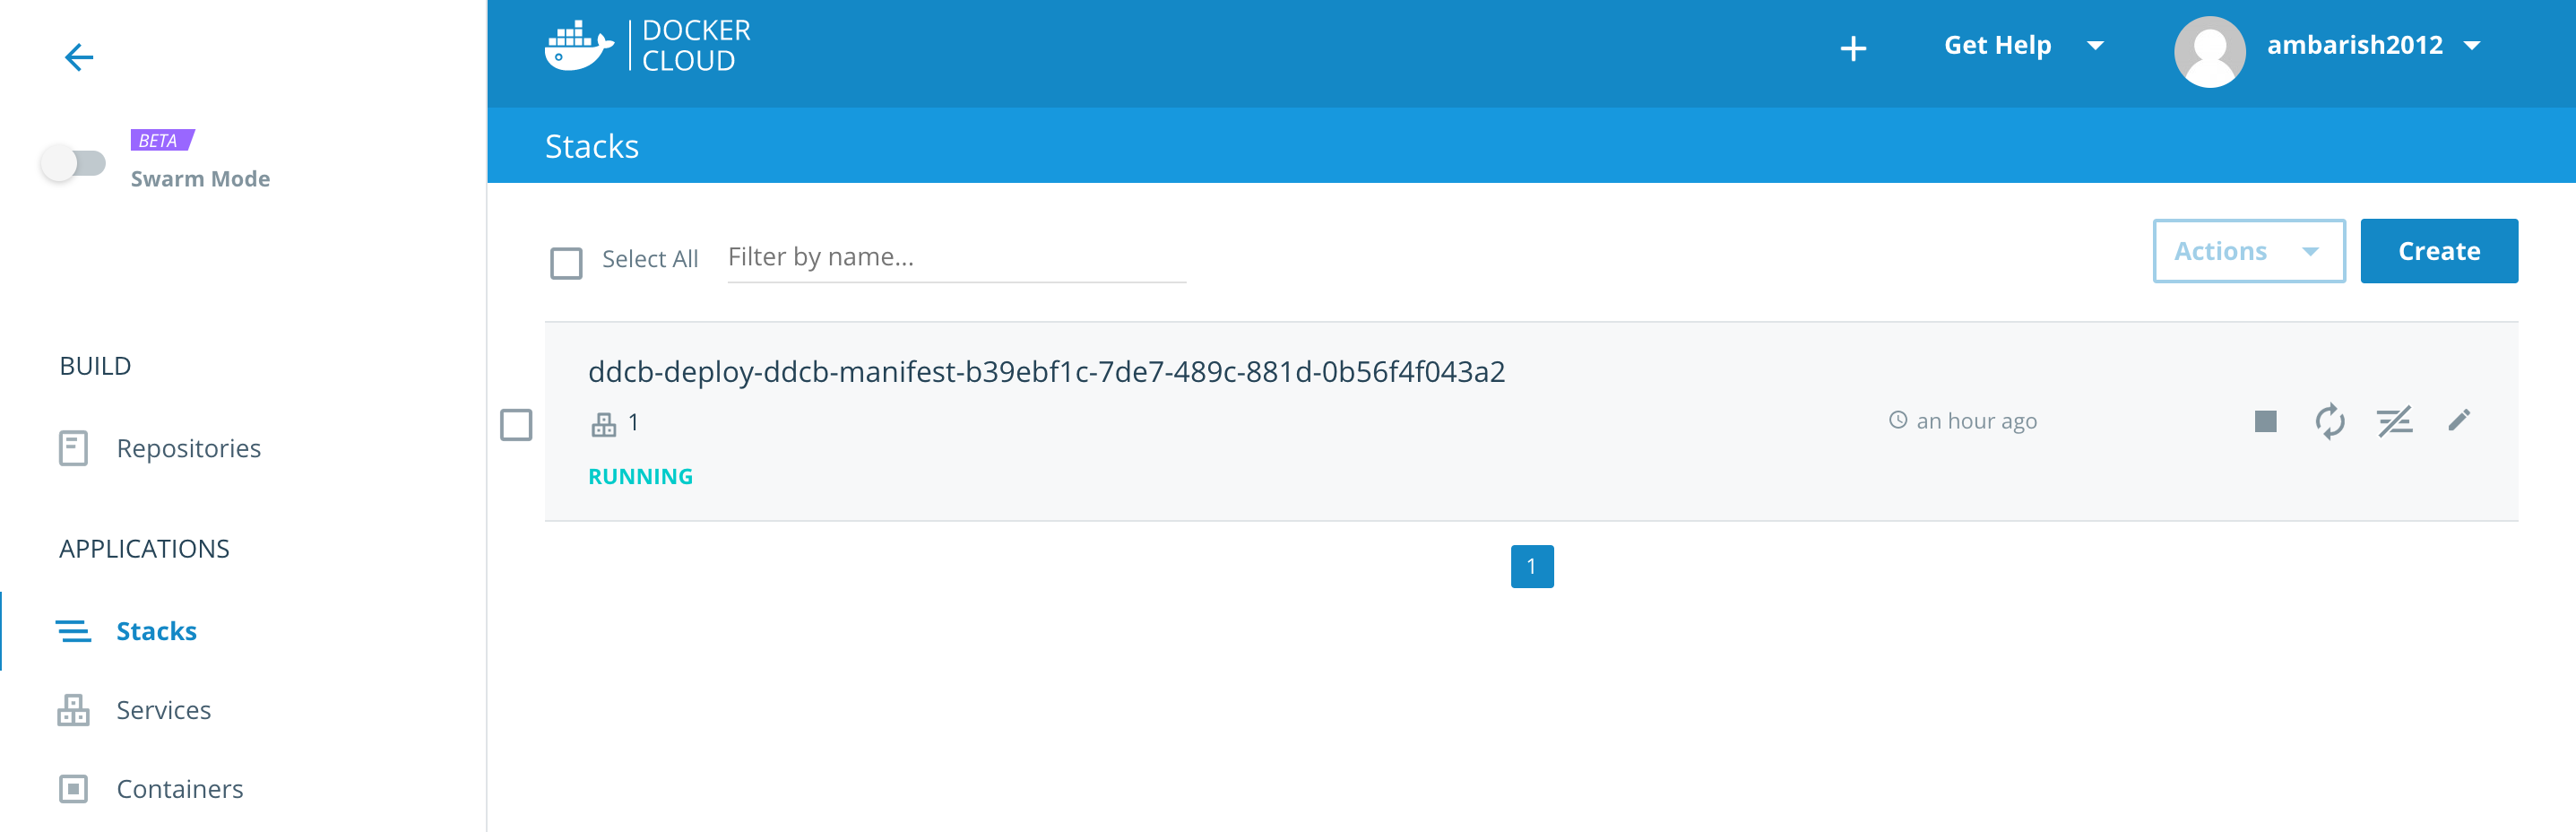 BETA
Swarm Mode
BUILD
Repositories
APPLICATIONS
Stacks
Services
Containers
DOCKER
CLOUD
Get Help
ambarish2012
Stacks
Select All
Filter by name...
Actions
Create
ddcb-deploy-ddcb-manifest-b39ebf1c-7de7-489c-881d-0b56f4f043a2
1
an hour ago
RUNNING
1